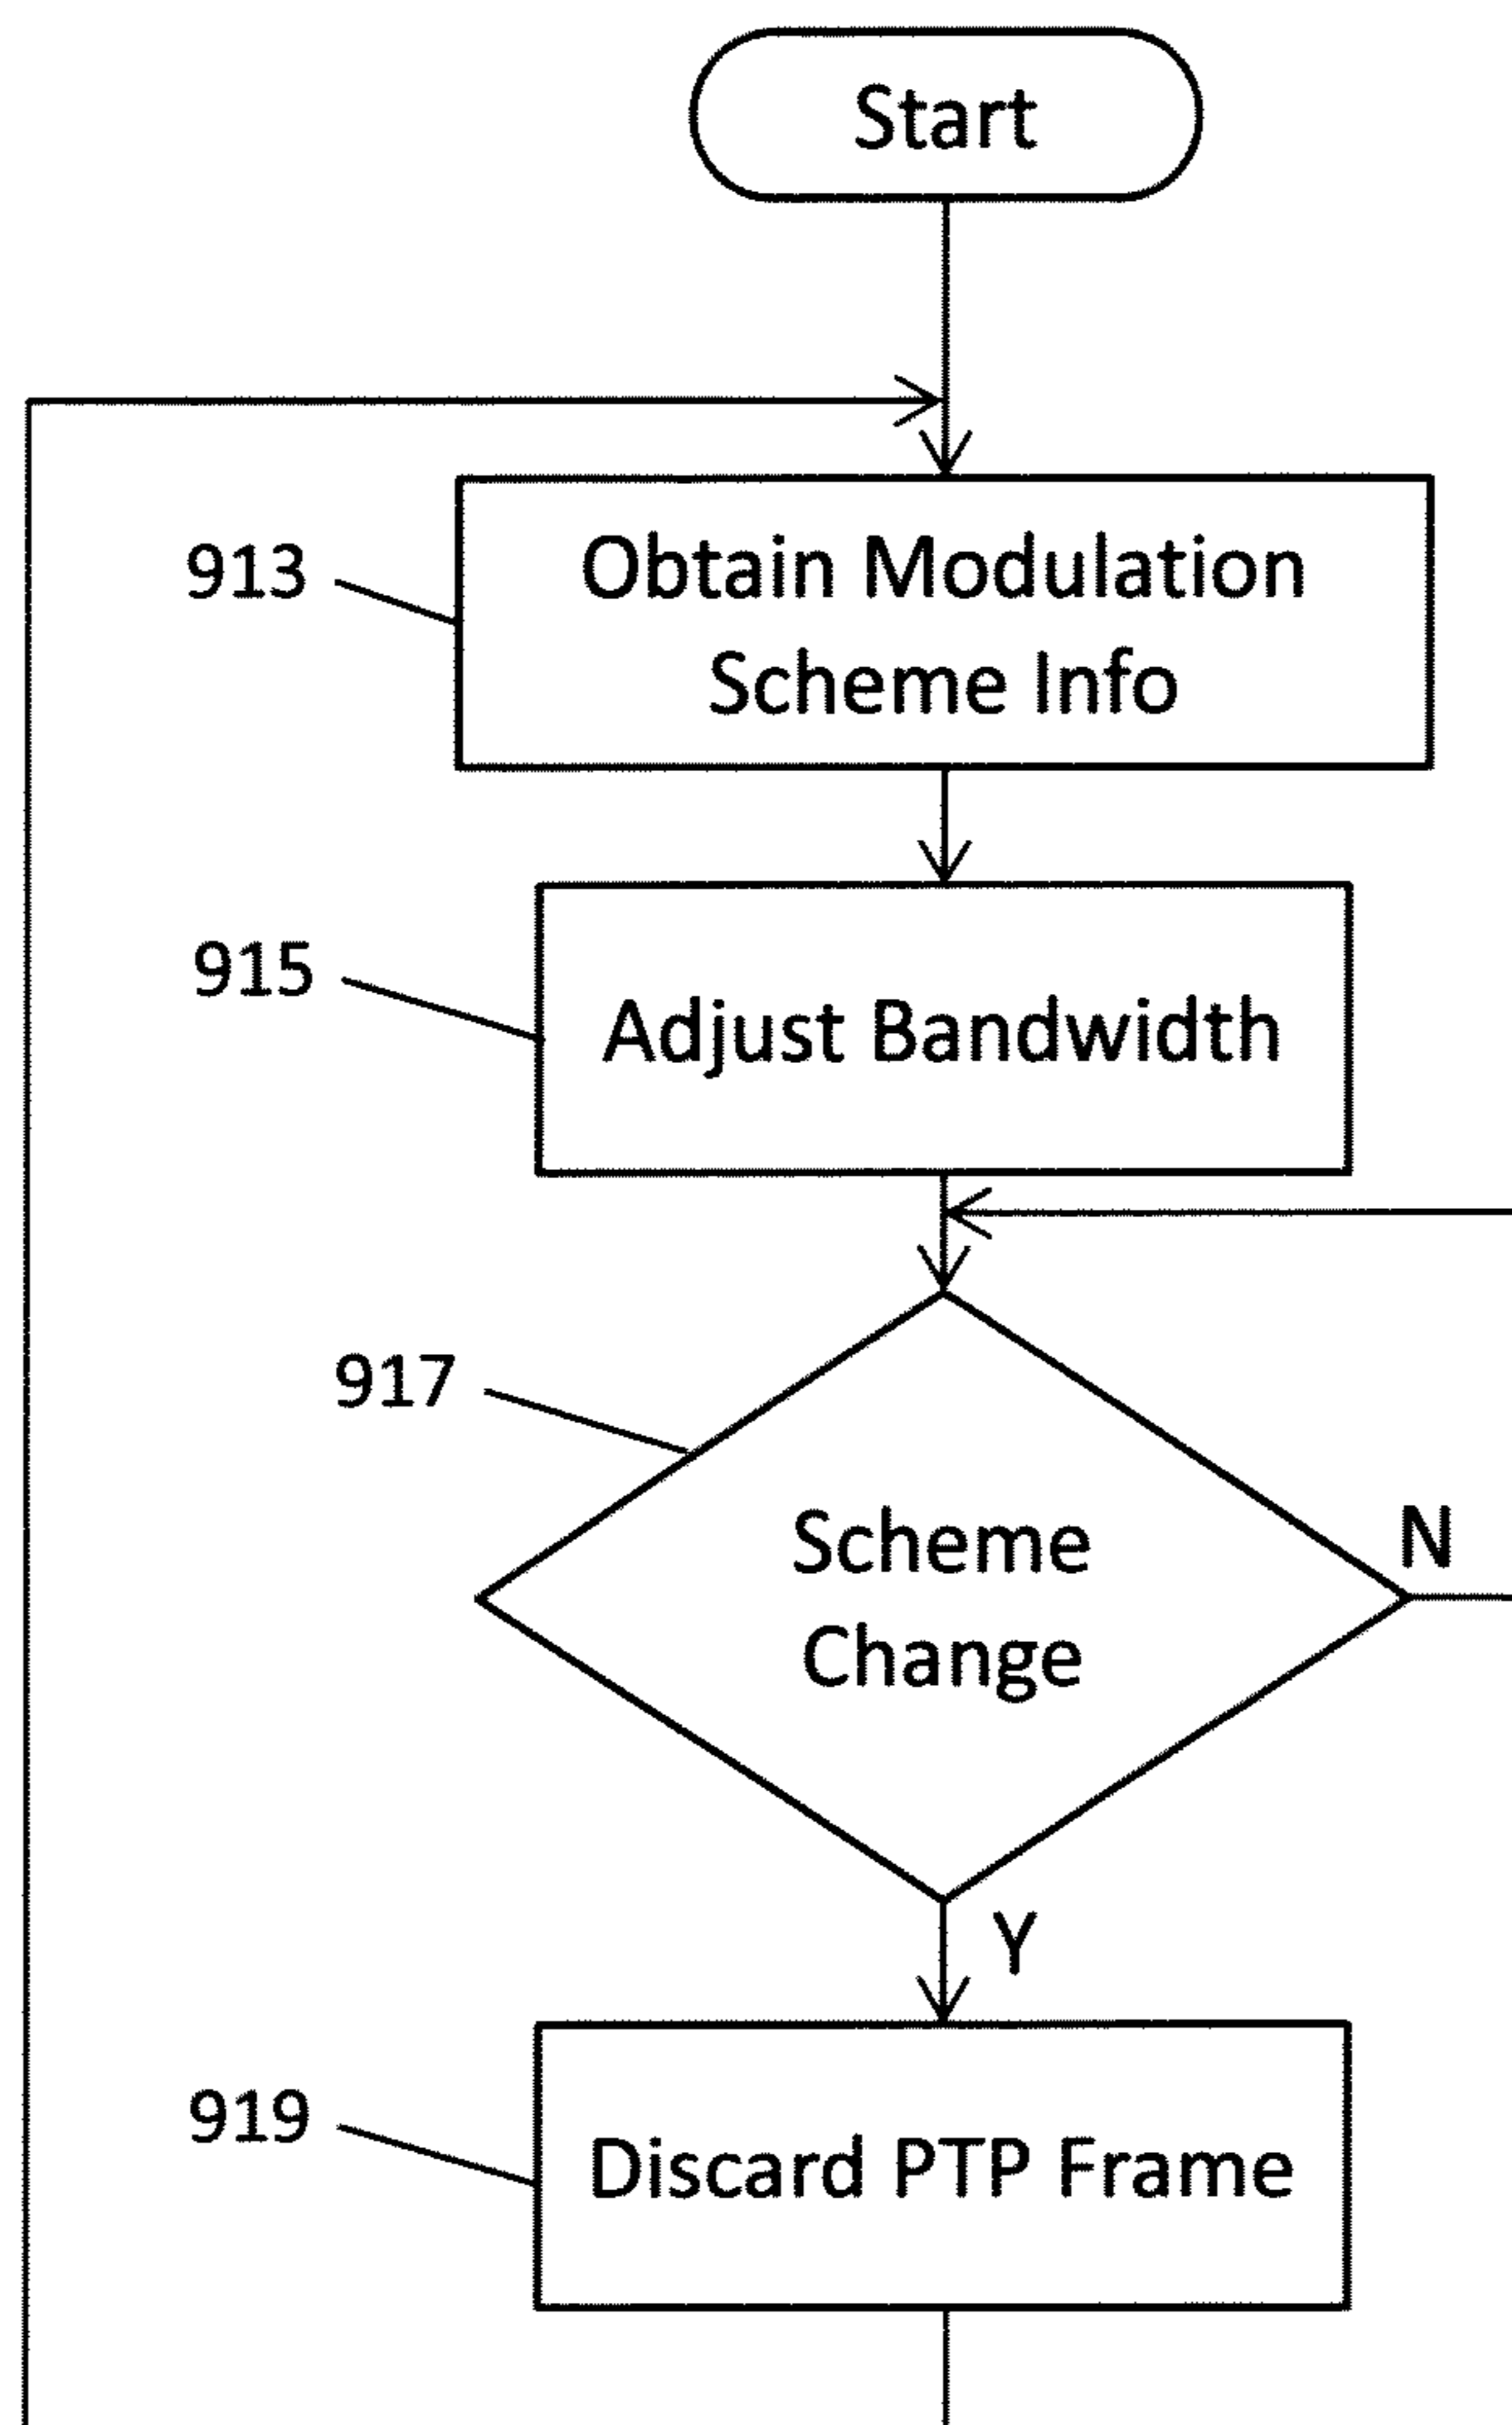 Start
913
Obtain Modulation
Scheme Info
915
Adjust Bandwidth
917
Scheme
Change
N
Y
919
Discard PTP Frame